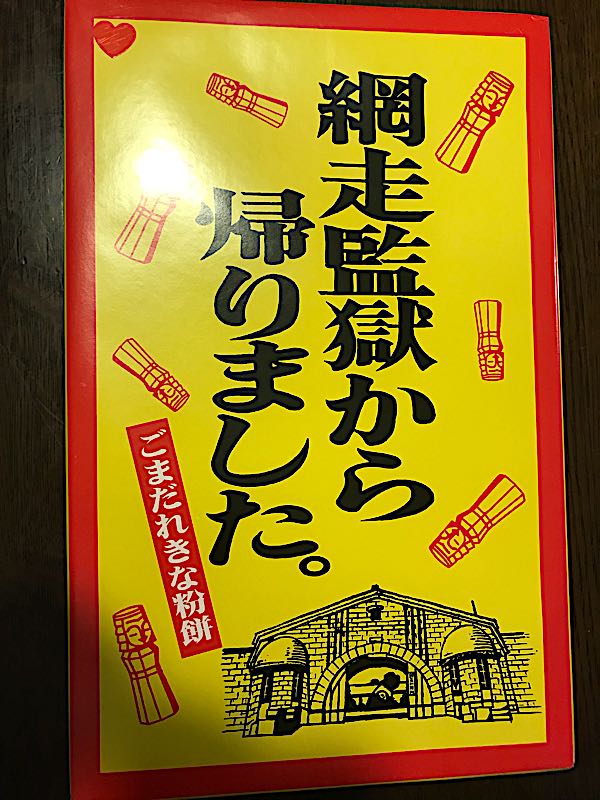 網走監獄から
帰りました。
ごまだれきな粉餅